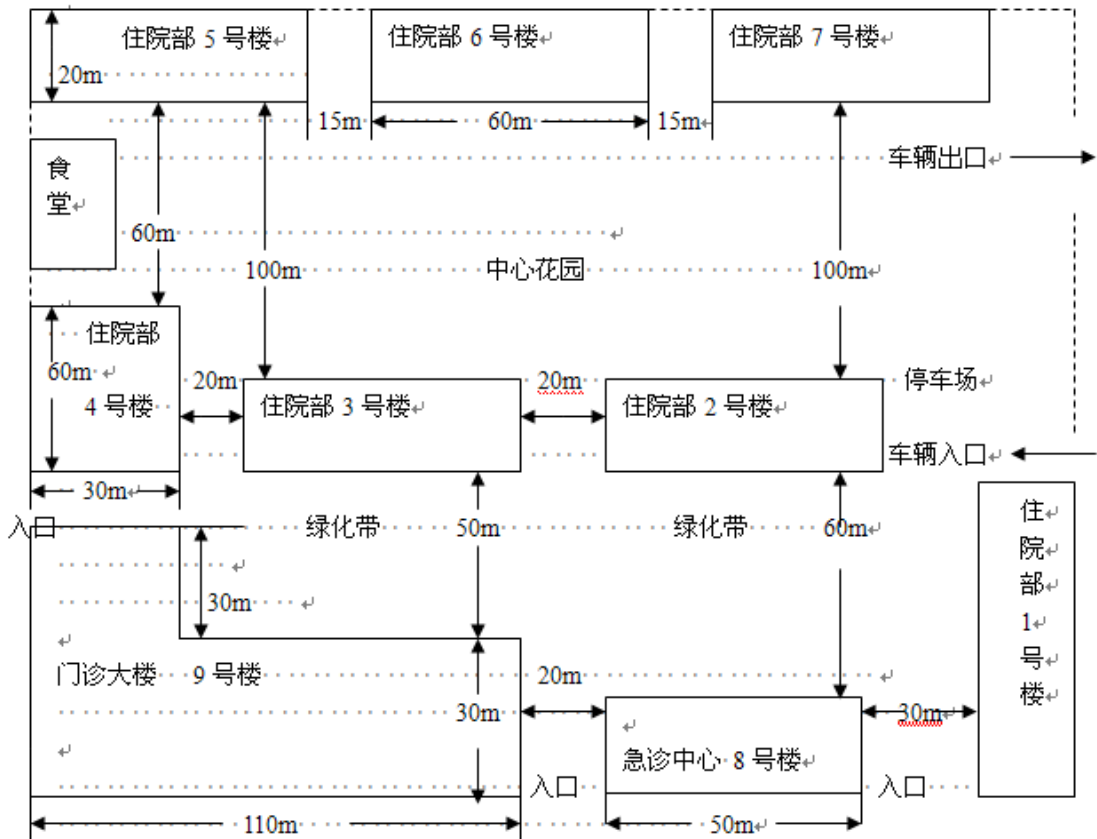 住院部 5 号楼
住院部 6 号楼
住院部 7 号楼
20m
15m
60m
15m
车辆出口
食
堂
60m
100m
中心花园
100m
住院部
60m
4 号楼
20m
住院部 3 号楼
20m
住院部 2 号楼
停车场
车辆入口
30m
入口
绿化带
50m
绿化带
60m
住
院
部
1
号
楼
30m
门诊大楼 9 号楼
20m
30m
30m
急诊中心 8 号楼
入口
入口
110m
50m